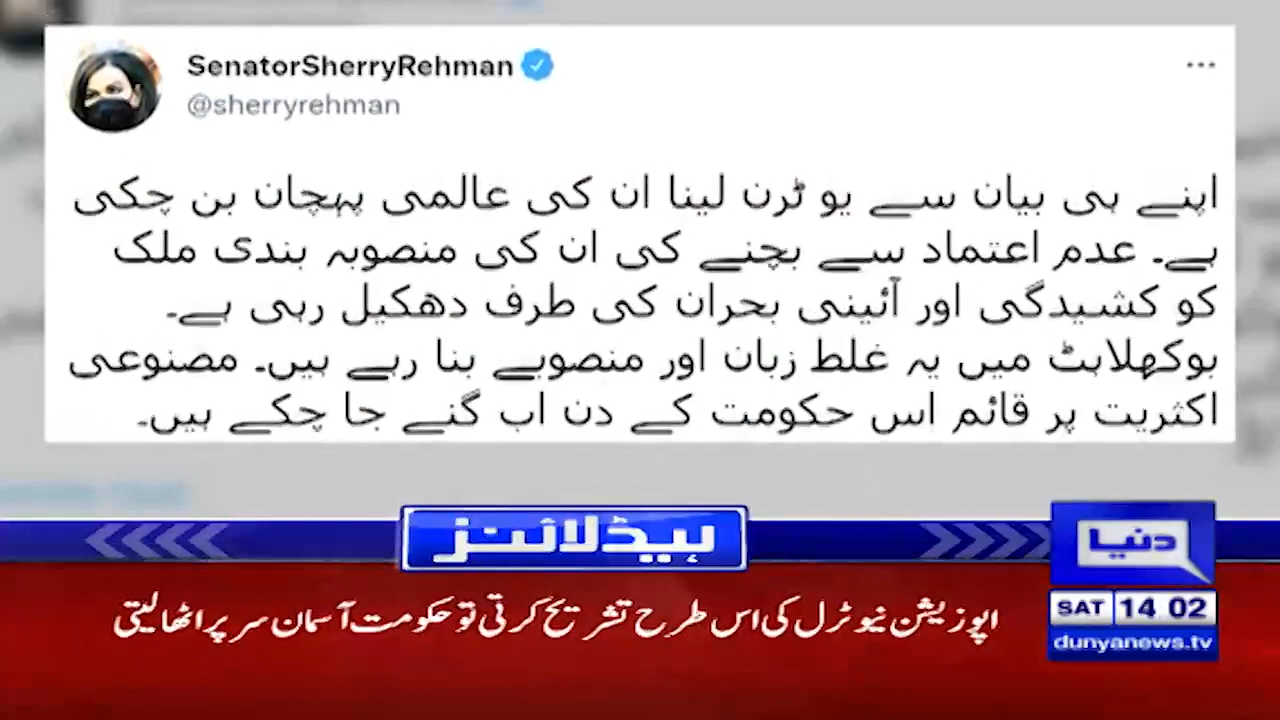 SenatorSherryRehman
@sherryrehman
اپنے ہی بیان سے یو ٹرن لینا ان کی عالمی پہچان بن چکی
ہے۔ عدم اعتماد سے بچنے کی ان کی منصوبہ بندی ملک
کو کشیدگی اور آئینی بحران کی طرف دھکیل رہی ہے۔
بوکھلاہٹ میں یہ غلط زبان اور منصوبے بنا رہے ہیں۔ مصنوعی
اکثریت پر قائم اس حکومت کے دن اب گنے جا چکے ہیں۔
ہیڈلائنز
دنیا
اپوزیشن نیوٹرل کی اس طرح تشریح کرتی تو حکومت آسمان سر پر اٹھا لیتی
SAT 14 02
dunyanews.tv